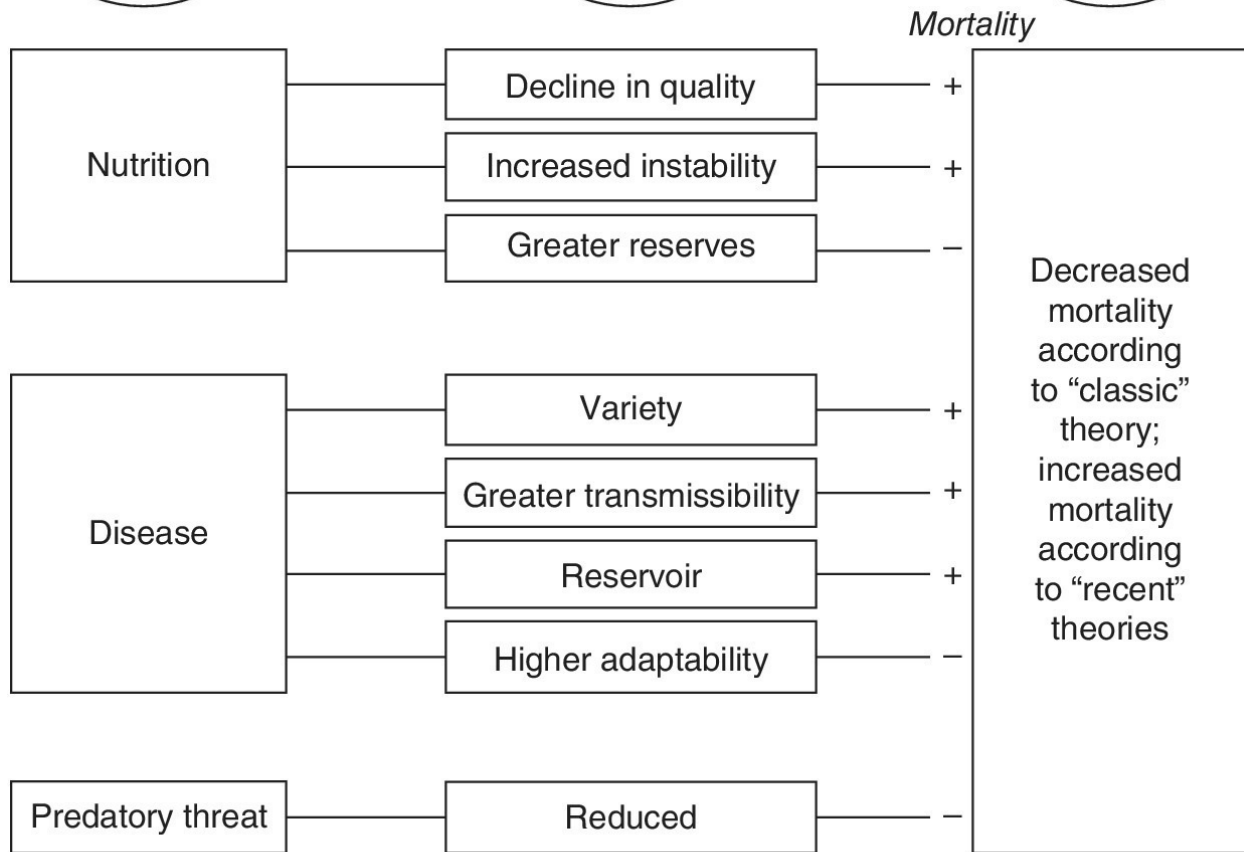 Mortality
Nutrition
Decline in quality
+
Increased instability
+
Greater reserves
−
Disease
Variety
+
Greater transmissibility
+
Reservoir
+
Higher adaptability
−
Predatory threat
Reduced
−
Decreased
mortality
according
to “classic”
theory;
increased
mortality
according
to “recent”
theories